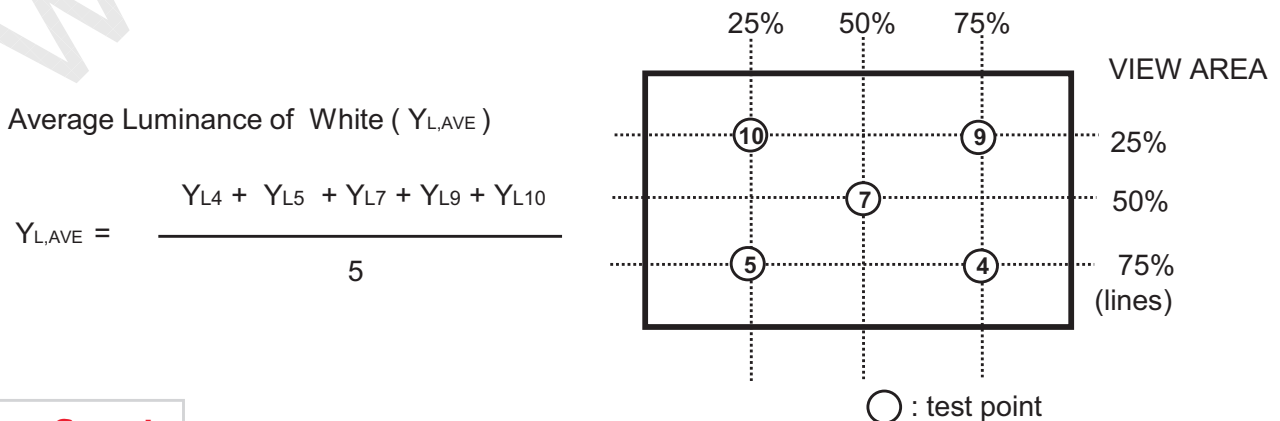 25% 50% 75%
VIEW AREA
Average Luminance of White ( YL,AVE )
10 9 25%
YL4 + YL5 + YL7 + YL9 + YL10
7 50%
YL,AVE =
5
5 4 75%
(lines)
: test point